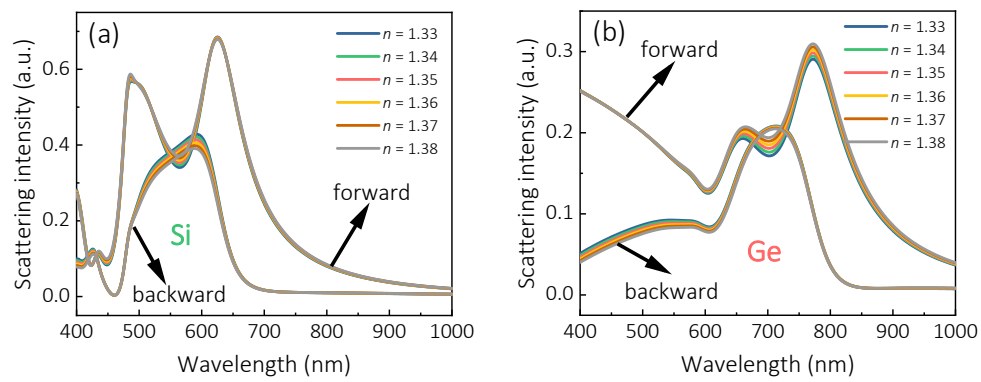 (a)
n = 1.33
n = 1.34
n = 1.35
n = 1.36
n = 1.37
n = 1.38
forward
Si
backward
Scattering intensity (a.u.)
0.6
0.4
0.2
0.0
400 500 600 700 800 900 1000
Wavelength (nm)
(b)
n = 1.33
n = 1.34
n = 1.35
n = 1.36
n = 1.37
n = 1.38
forward
Ge
backward
Scattering intensity (a.u.)
0.3
0.2
0.1
0.0
400 500 600 700 800 900 1000
Wavelength (nm)